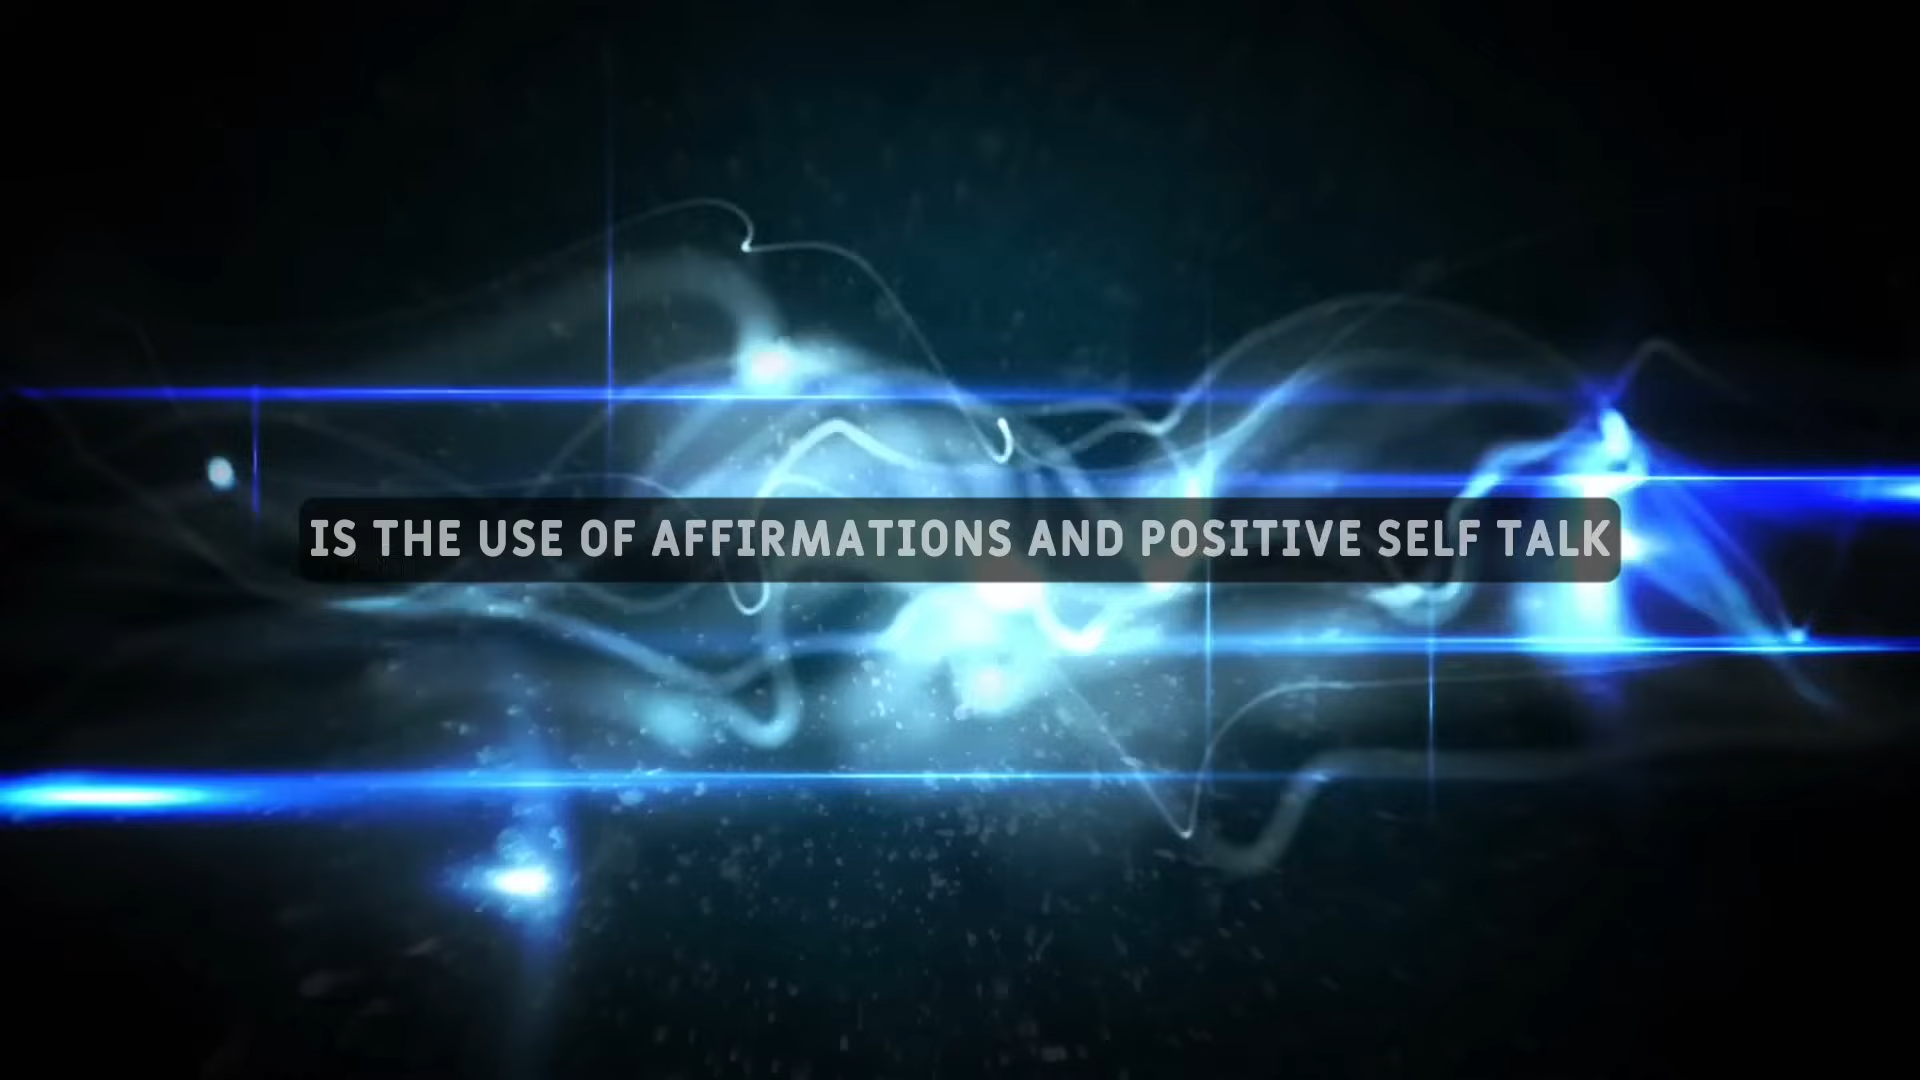 IS THE USE OF AFFIRMATIONS AND POSITIVE SELF TALK